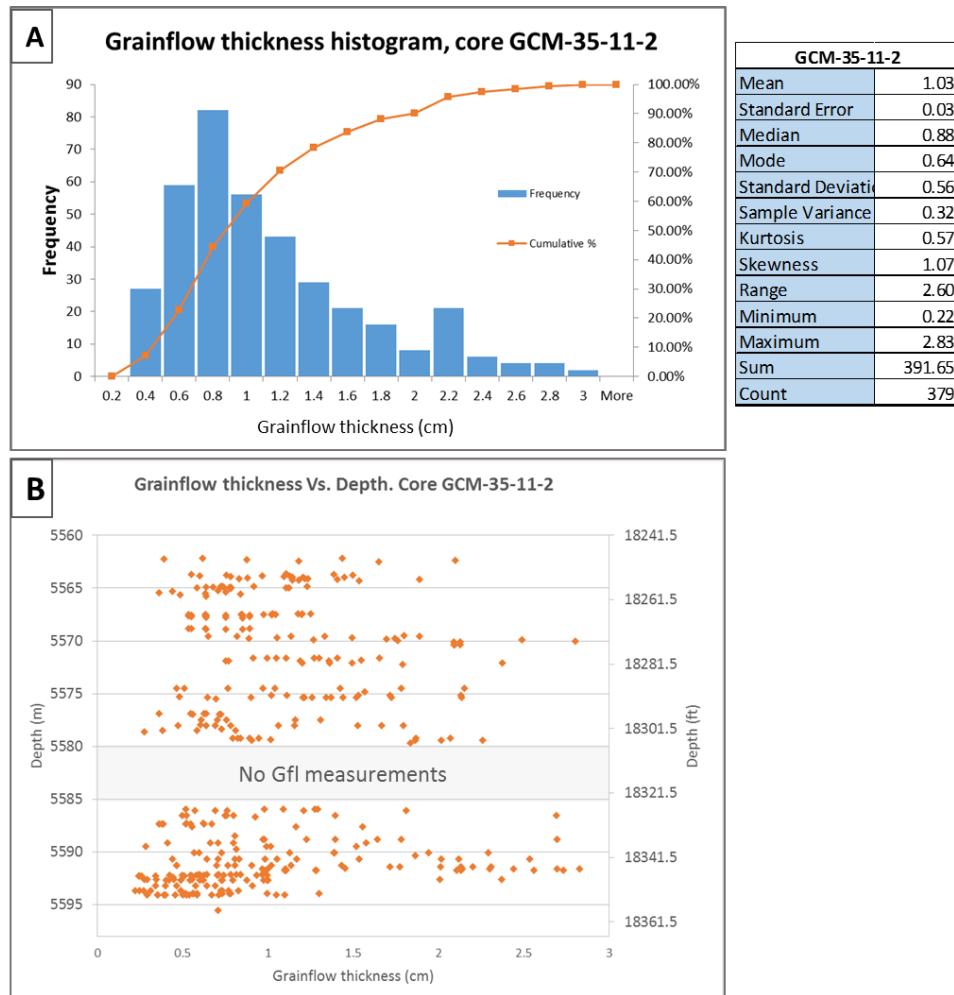 A
Grainflow thickness histogram, core GCM-35-11-2
90
80
70
60
50
40
30
20
10
0
Frequency
100.00%
90.00%
80.00%
70.00%
60.00%
50.00%
40.00%
30.00%
20.00%
10.00%
0.00%
Frequency
Cumulative %
0.2 0.4 0.6 0.8 1 1.2 1.4 1.6 1.8 2 2.2 2.4 2.6 2.8 3 More
Grainflow thickness (cm)
GCM-35-11-2
Mean 1.03
Standard Error 0.03
Median 0.88
Mode 0.64
Standard Deviatic 0.56
Sample Variance 0.32
Kurtosis 0.57
Skewness 1.07
Range 2.60
Minimum 0.22
Maximum 2.83
Sum 391.65
Count 379
B
Grainflow thickness Vs. Depth. Core GCM-35-11-2
5560
5565
5570
5575
5580
5585
5590
5595
Depth (m)
No Gfl measurements
18241.5
18261.5
18281.5
18301.5
18321.5
18341.5
18361.5
Depth (ft)
0 0.5 1 1.5 2 2.5 3
Grainflow thickness (cm)